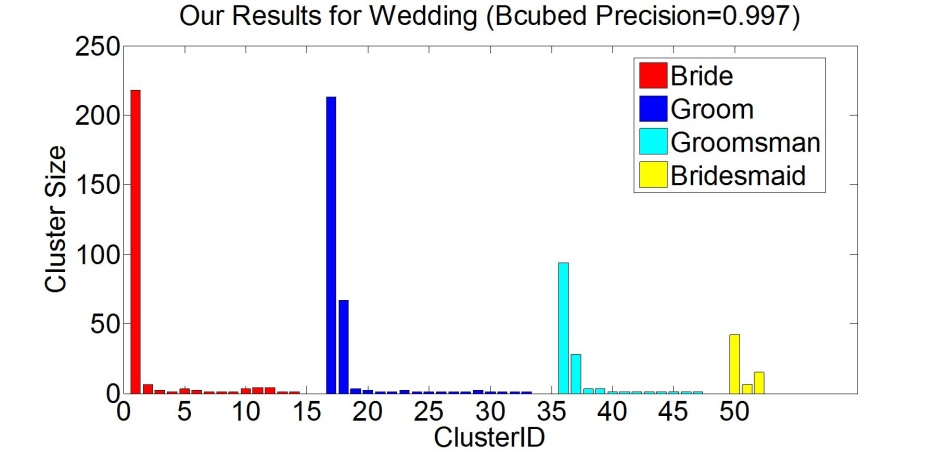 Our Results for Wedding (Bcubed Precision=0.997)
250
200
150
100
50
0
Cluster Size
Bride
Groom
Groomsman
Bridesmaid
0 5 10 15 20 25 30 35 40 45 50
ClusterID